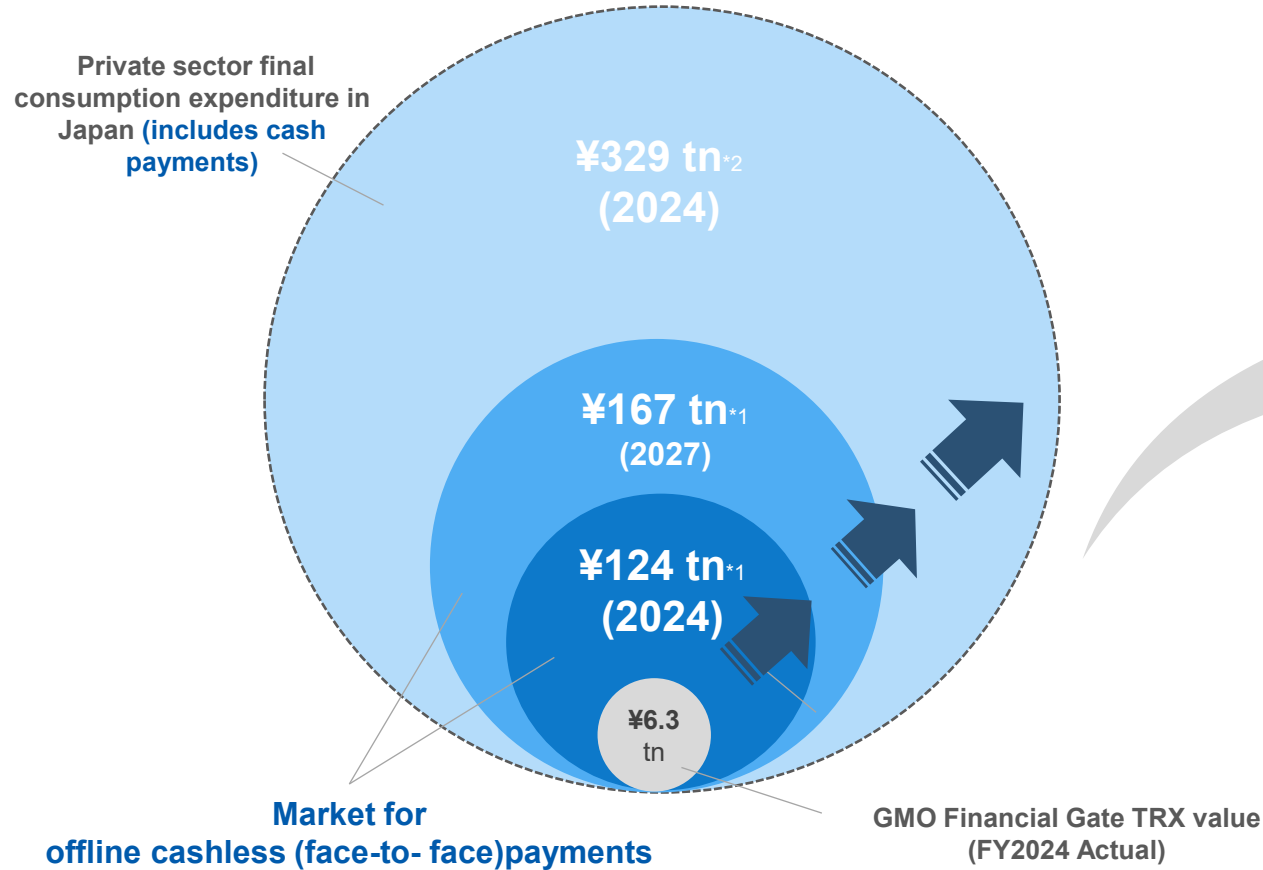 Private sector final
consumption expenditure in
Japan (includes cash
payments)
¥329 tn*2
(2024)
¥167 tn*1
(2027)
¥124 tn*1
(2024)
¥6.3
tn
Market for
offline cashless (face-to- face)payments
GMO Financial Gate TRX value
(FY2024 Actual)